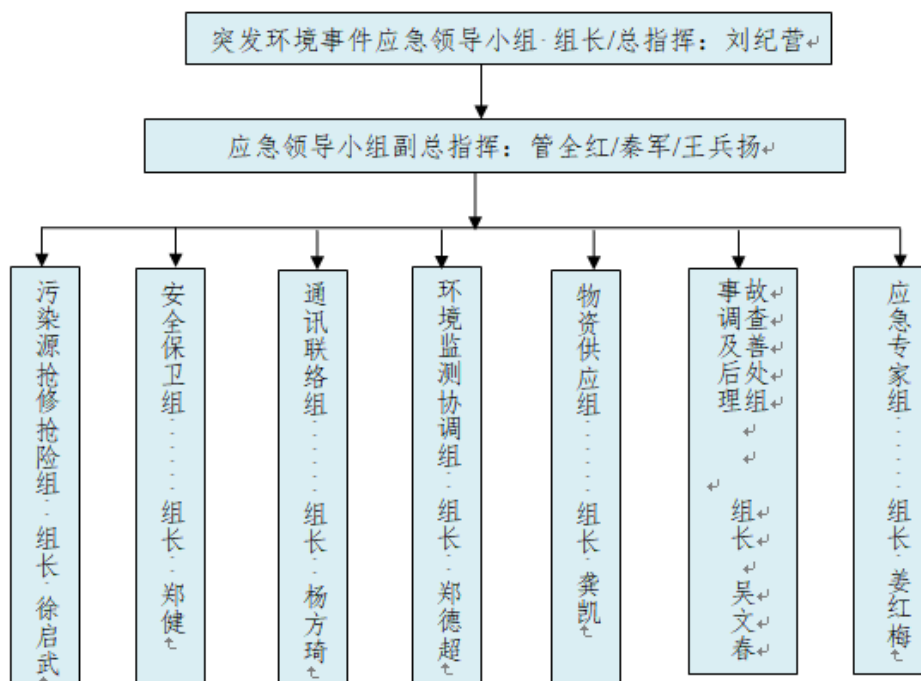 突发环境事件应急领导小组 组长/总指挥：刘纪营
应急领导小组副总指挥：管全红/秦军/王兵扬
污染源抢修抢险组 组长 徐启武
安全保卫组 组长 郑健
通讯联络组 组长 杨方琦
环境监测协调组 组长 郑德超
物资供应组 组长 龚凯
事故
调查
及善
后处
理组
组
长
吴
文
春
应急专家组 组长 姜红梅